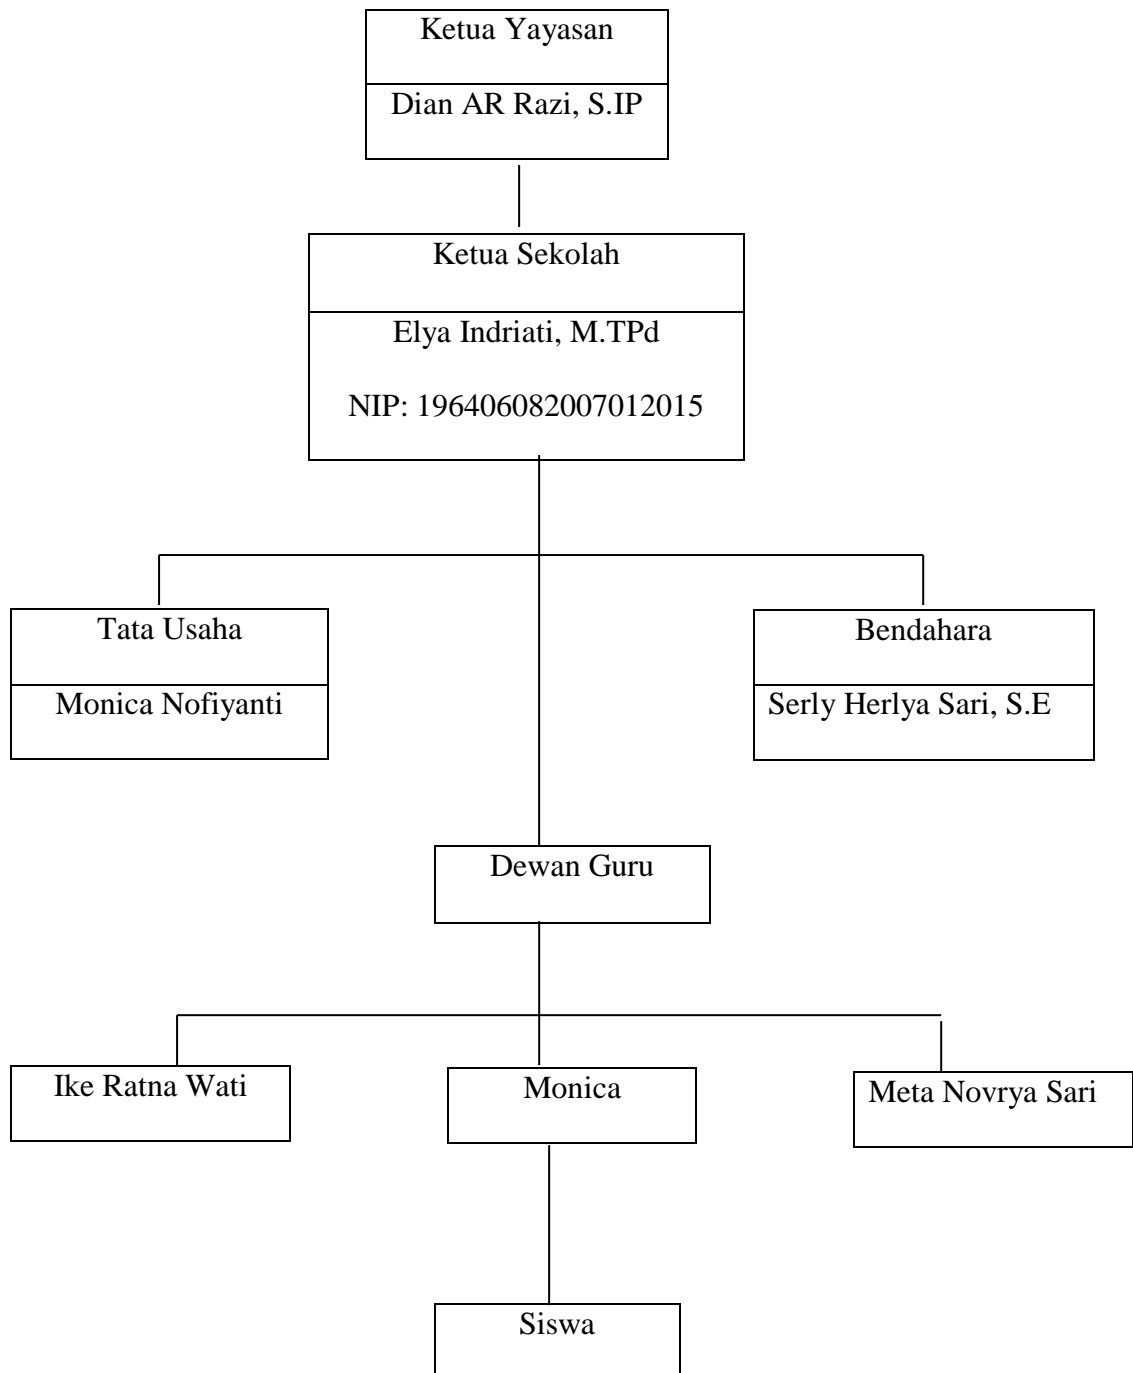 Ketua Yayasan
Dian AR Razi, S.IP
Ketua Sekolah
Elya Indriati, M.TPd
NIP: 196406082007012015
Tata Usaha
Monica Nofiyanti
Bendahara
Serly Herlya Sari, S.E
Dewan Guru
Ike Ratna Wati
Monica
Meta Novrya Sari
Siswa